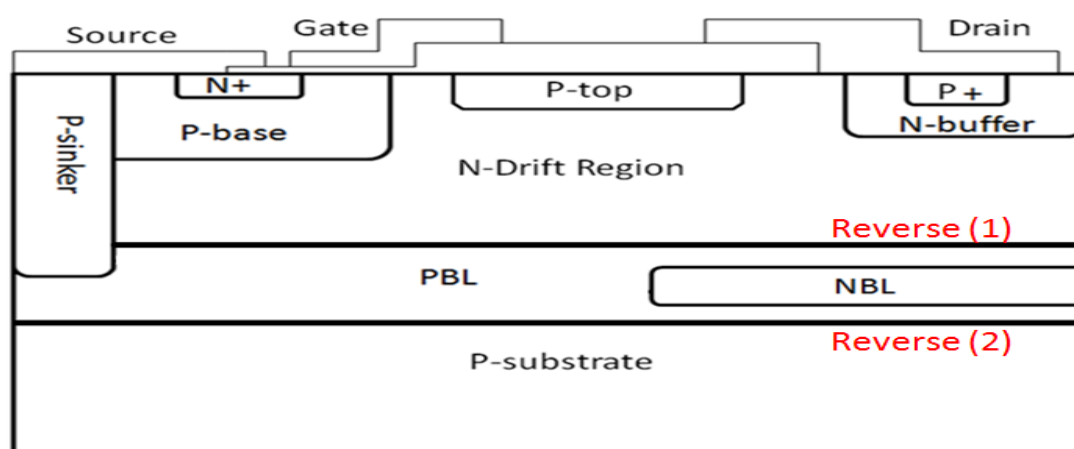 Source
Gate
Drain
N+
P-top
P+
P-base
N-buffer
P-sinker
N-Drift Region
Reverse (1)
PBL
NBL
Reverse (2)
P-substrate